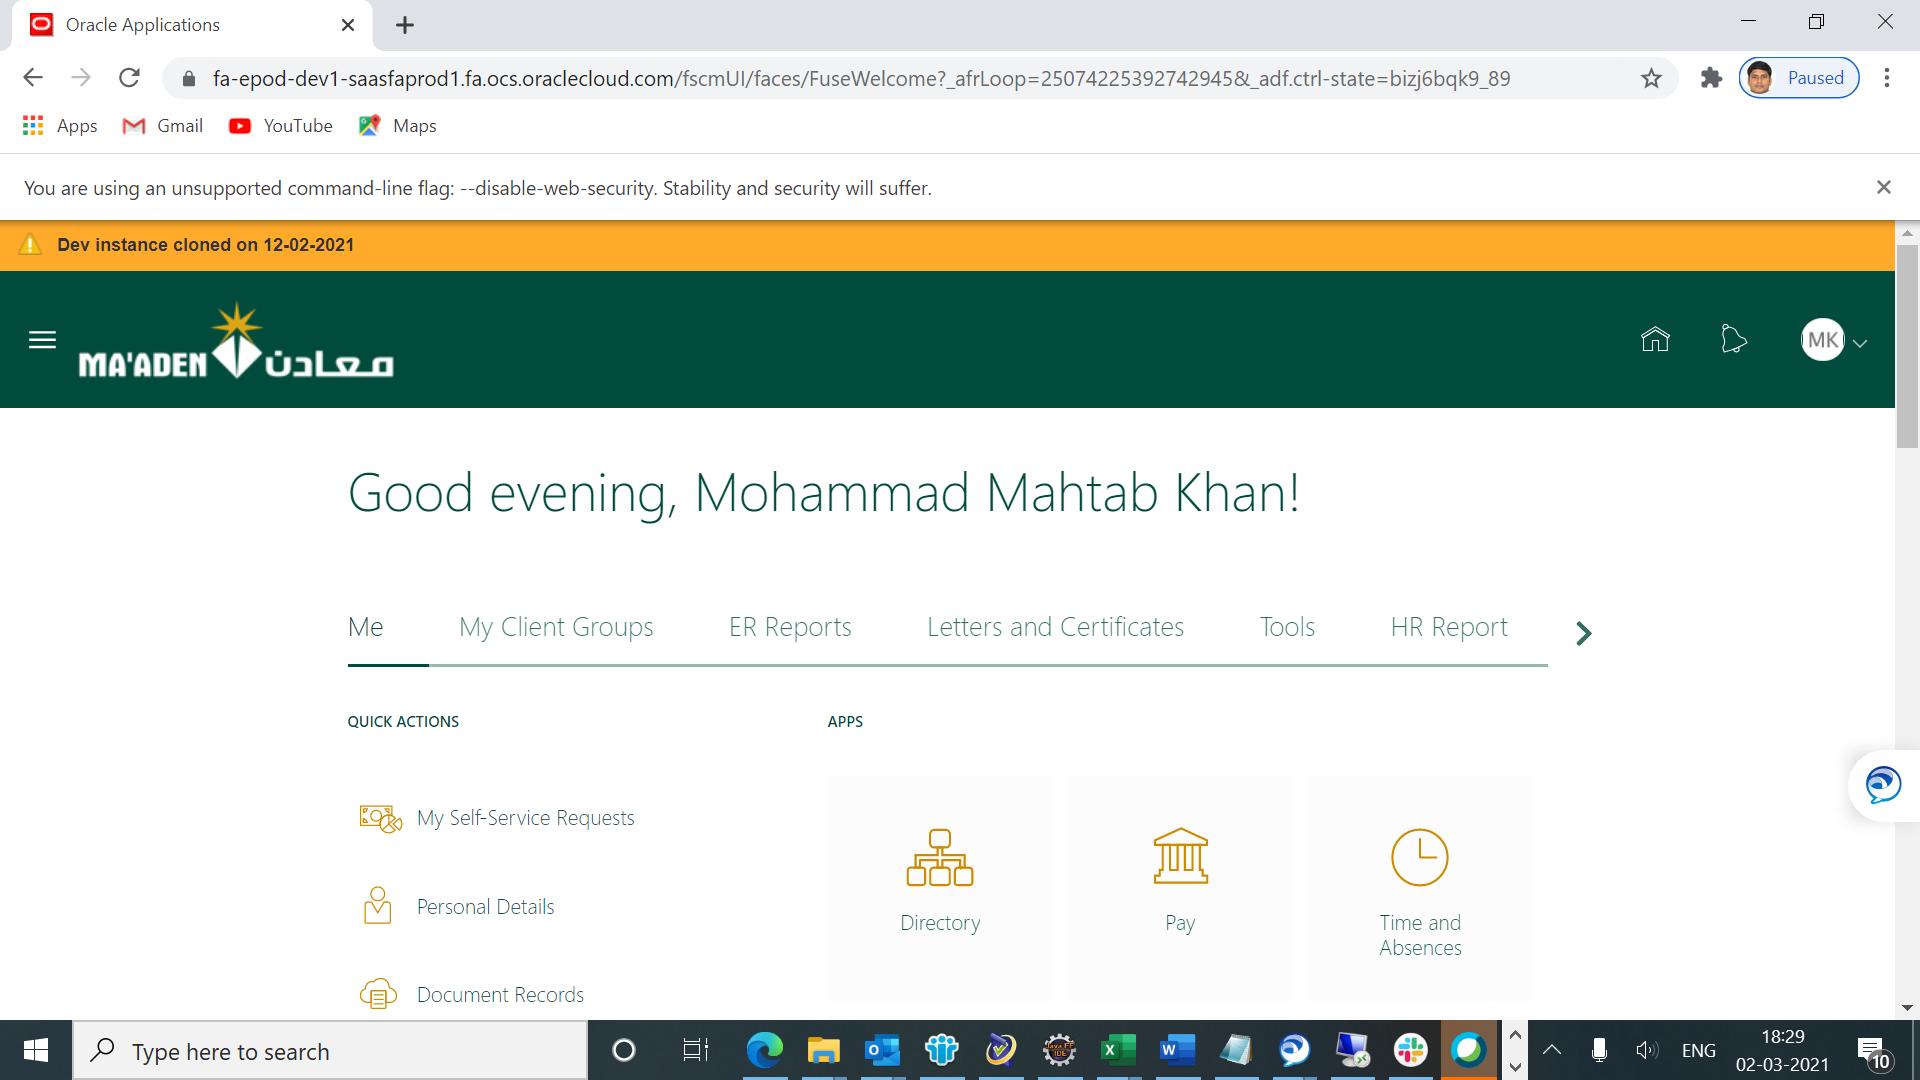 Oracle Applications
fa-epod-dev1-saasfaprod1.fa.ocs.oraclecloud.com/fscmUI/faces/FuseWelcome?_afrLoop=25074225392742945&_adf.ctrl-state=bizj6bqk9_89
Paused
Apps
Gmail
YouTube
Maps
You are using an unsupported command-line flag: --disable-web-security. Stability and security will suffer.
Dev instance cloned on 12-02-2021
MA'ADEN معادن
MK
Good evening, Mohammad Mahtab Khan!
Me
My Client Groups
ER Reports
Letters and Certificates
Tools
HR Report
QUICK ACTIONS
APPS
My Self-Service Requests
Personal Details
Document Records
Directory
Pay
Time and
Absences
Type here to search
ENG
18:29
02-03-2021
10